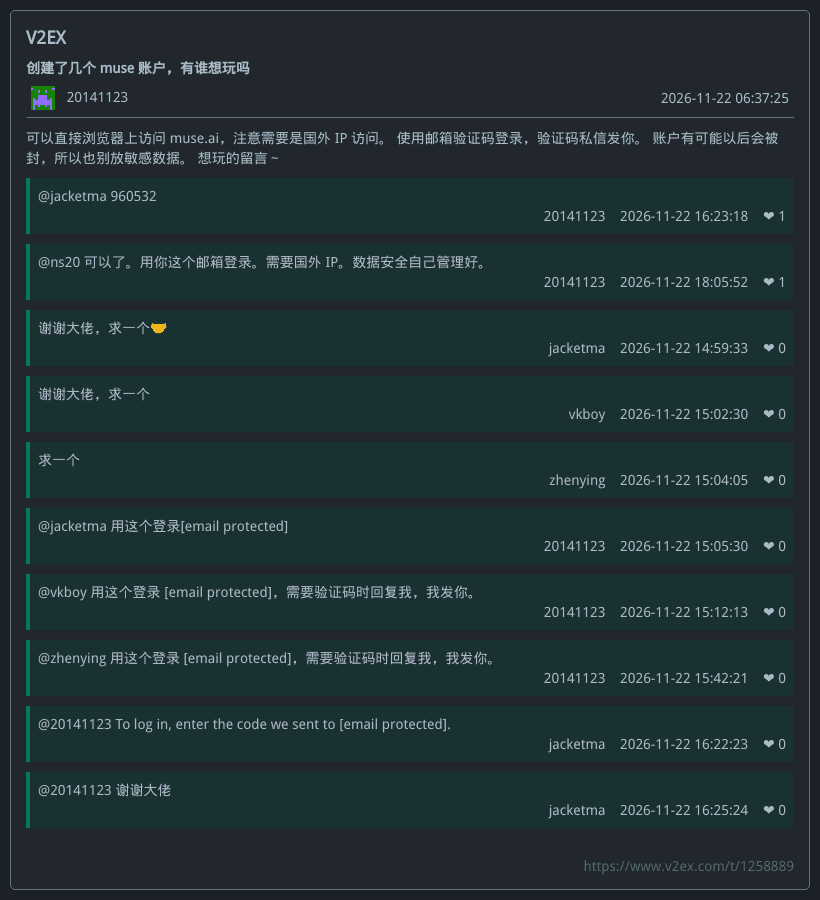 V2EX
创建了几个 muse 账户，有谁想玩吗
20141123
2026-11-22 06:37:25
可以直接浏览器上访问 muse.ai，注意需要是国外 IP 访问。 使用邮箱验证码登录，验证码私信发你。 账户有可能以后会被
封，所以也别放敏感数据。 想玩的留言 ~
@jacketma 960532
20141123 2026-11-22 16:23:18 ❤ 1
@ns20 可以了。用你这个邮箱登录。需要国外 IP。数据安全自己管理好。
20141123 2026-11-22 18:05:52 ❤ 1
谢谢大佬，求一个🤝
jacketma 2026-11-22 14:59:33 ❤ 0
谢谢大佬，求一个
vkboy 2026-11-22 15:02:30 ❤ 0
求一个
zhenying 2026-11-22 15:04:05 ❤ 0
@jacketma 用这个登录[email protected]
20141123 2026-11-22 15:05:30 ❤ 0
@vkboy 用这个登录 [email protected]，需要验证码时回复我，我发你。
20141123 2026-11-22 15:12:13 ❤ 0
@zhenying 用这个登录 [email protected]，需要验证码时回复我，我发你。
20141123 2026-11-22 15:42:21 ❤ 0
@20141123 To log in, enter the code we sent to [email protected].
jacketma 2026-11-22 16:22:23 ❤ 0
@20141123 谢谢大佬
jacketma 2026-11-22 16:25:24 ❤ 0
https://www.v2ex.com/t/1258889